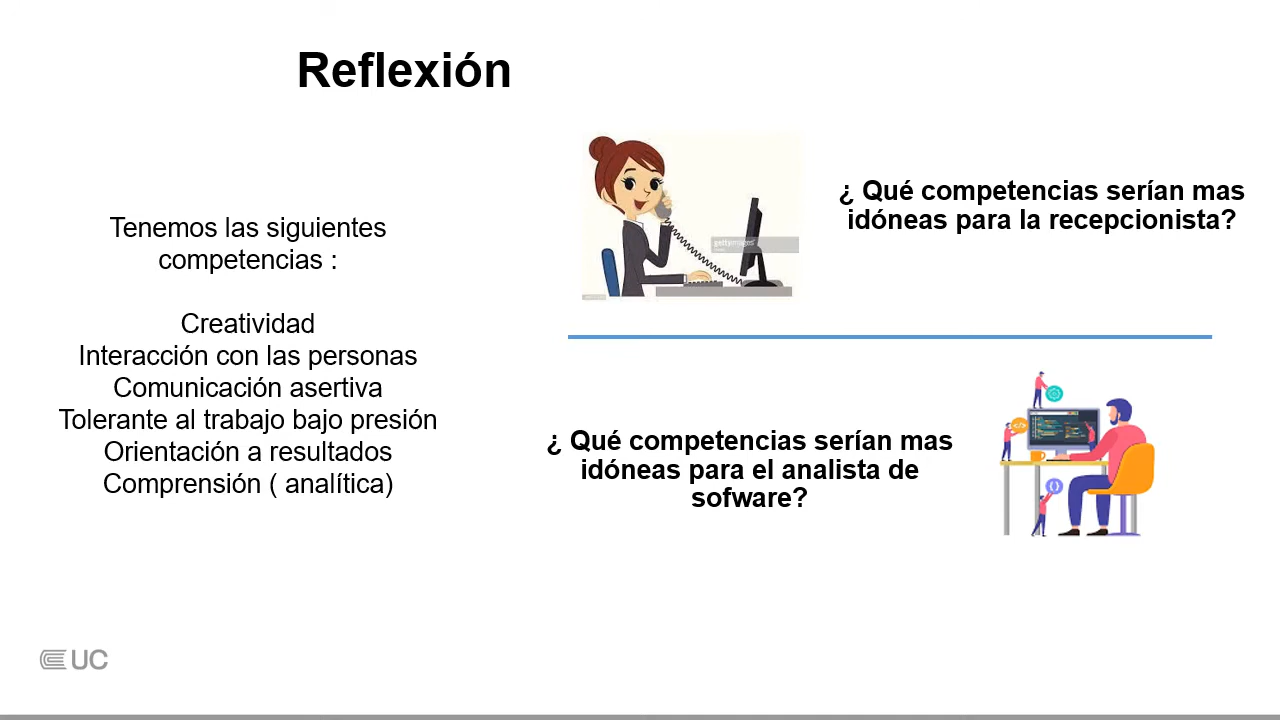 Reflexión
Tenemos las siguientes
competencias :
Creatividad
Interacción con las personas
Comunicación asertiva
Tolerante al trabajo bajo presión
Orientación a resultados
Comprensión ( analítica)
gettyimages
¿ Qué competencias serían mas
idóneas para la recepcionista?
¿ Qué competencias serían mas
idóneas para el analista de
sofware?
UC